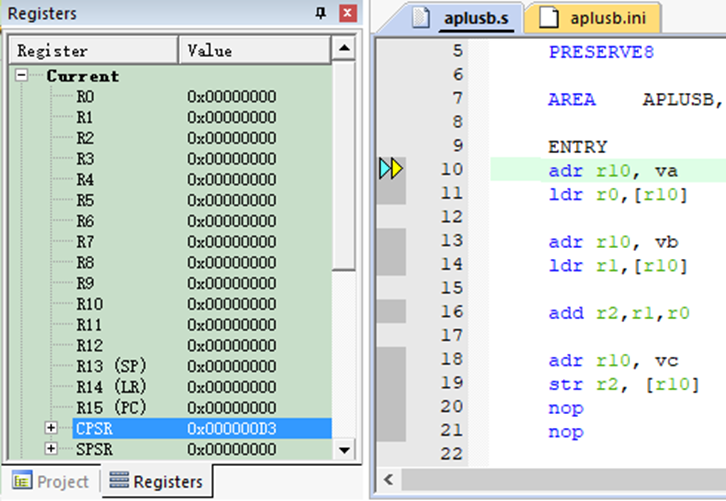 Registers
Register Value
Current
R0 0x00000000
R1 0x00000000
R2 0x00000000
R3 0x00000000
R4 0x00000000
R5 0x00000000
R6 0x00000000
R7 0x00000000
R8 0x00000000
R9 0x00000000
R10 0x00000000
R11 0x00000000
R12 0x00000000
R13 (SP) 0x00000000
R14 (LR) 0x00000000
R15 (PC) 0x00000000
CPSR 0x000000D3
SPSR 0x00000000
Project Registers
aplusb.s aplusb.ini
5 PRESERVE8
6
7 AREA APLUSB,
8
9 ENTRY
10 adr r10, va
11 ldr r0,[r10]
12
13 adr r10, vb
14 ldr r1,[r10]
15
16 add r2,r1,r0
17
18 adr r10, vc
19 str r2, [r10]
20 nop
21 nop
22